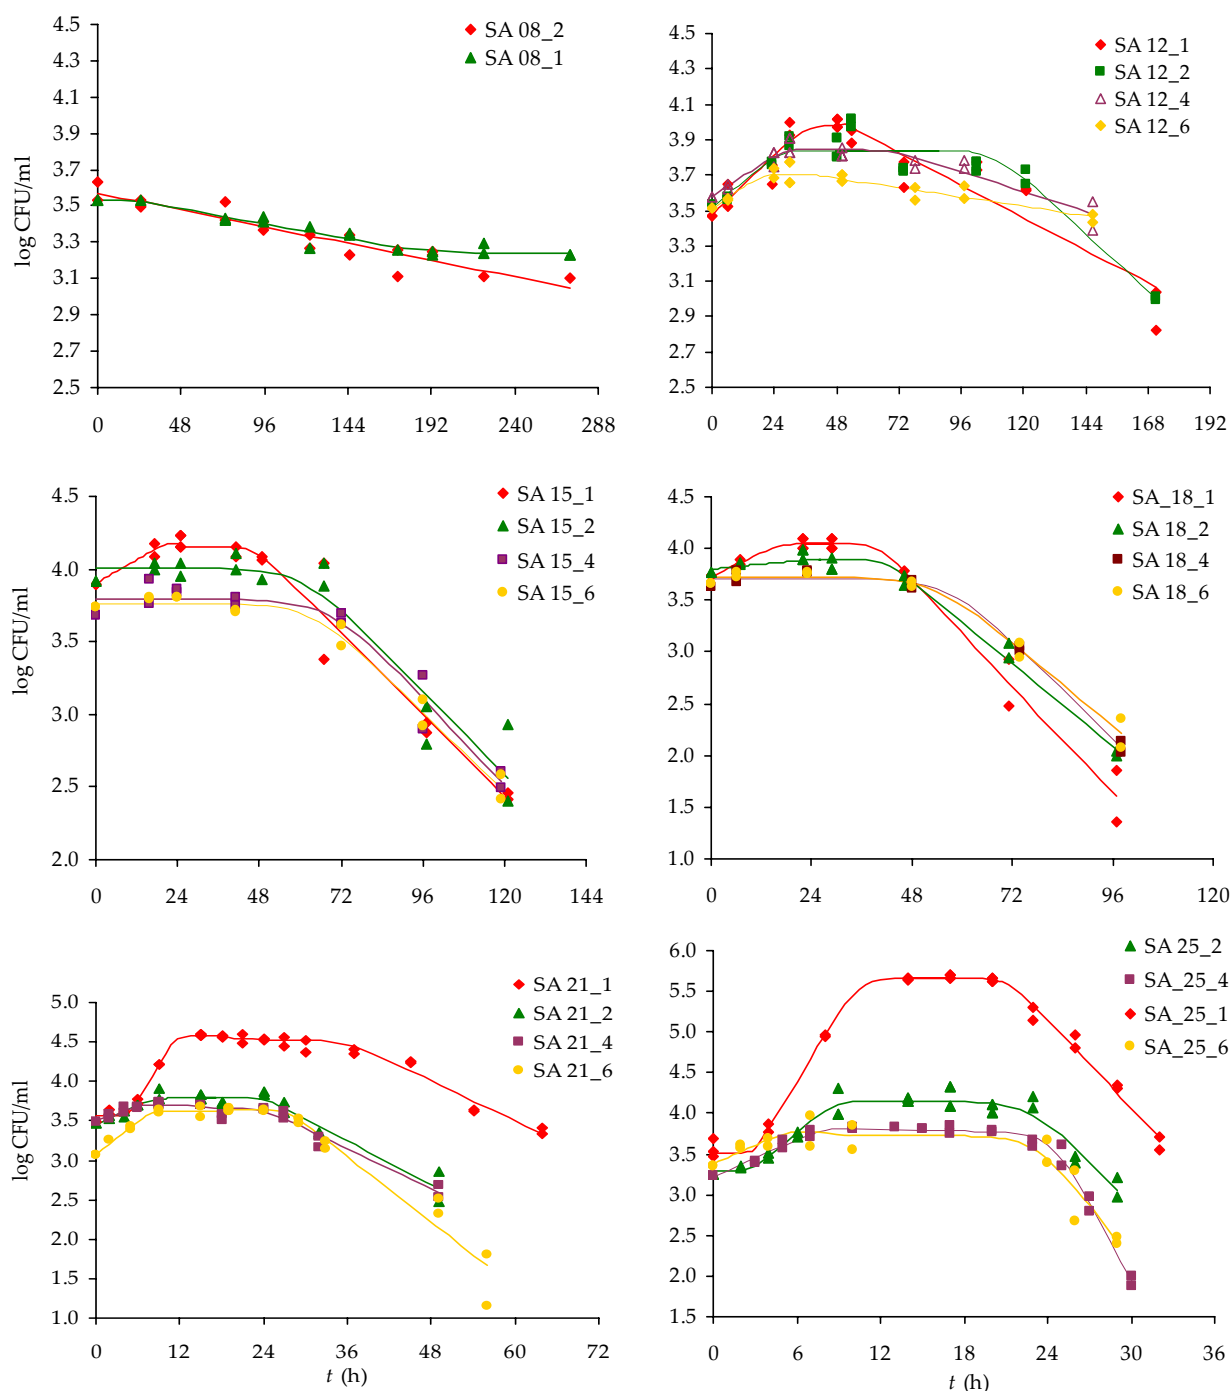 4.5
4.3
4.1
3.9
3.7
3.5
3.3
3.1
2.9
2.7
2.5
log CFU/ml
SA 08_2
SA 08_1
0 48 96 144 192 240 288
4.5
4.3
4.1
3.9
3.7
3.5
3.3
3.1
2.9
2.7
2.5
SA 12_1
SA 12_2
SA 12_4
SA 12_6
0 24 48 72 96 120 144 168 192
4.5
4.0
3.5
3.0
2.5
2.0
log CFU/ml
SA 15_1
SA 15_2
SA 15_4
SA 15_6
0 24 48 72 96 120 144
4.5
4.0
3.5
3.0
2.5
2.0
1.5
1.0
SA_18_1
SA 18_2
SA 18_4
SA 18_6
0 24 48 72 96 120
5.0
4.5
4.0
3.5
3.0
2.5
2.0
1.5
1.0
log CFU/ml
SA 21_1
SA 21_2
SA 21_4
SA 21_6
0 12 24 36 48 60 72
t (h)
6.0
5.5
5.0
4.5
4.0
3.5
3.0
2.5
2.0
1.5
SA 25_2
SA_25_4
SA_25_1
SA_25_6
0 6 12 18 24 30 36
t (h)